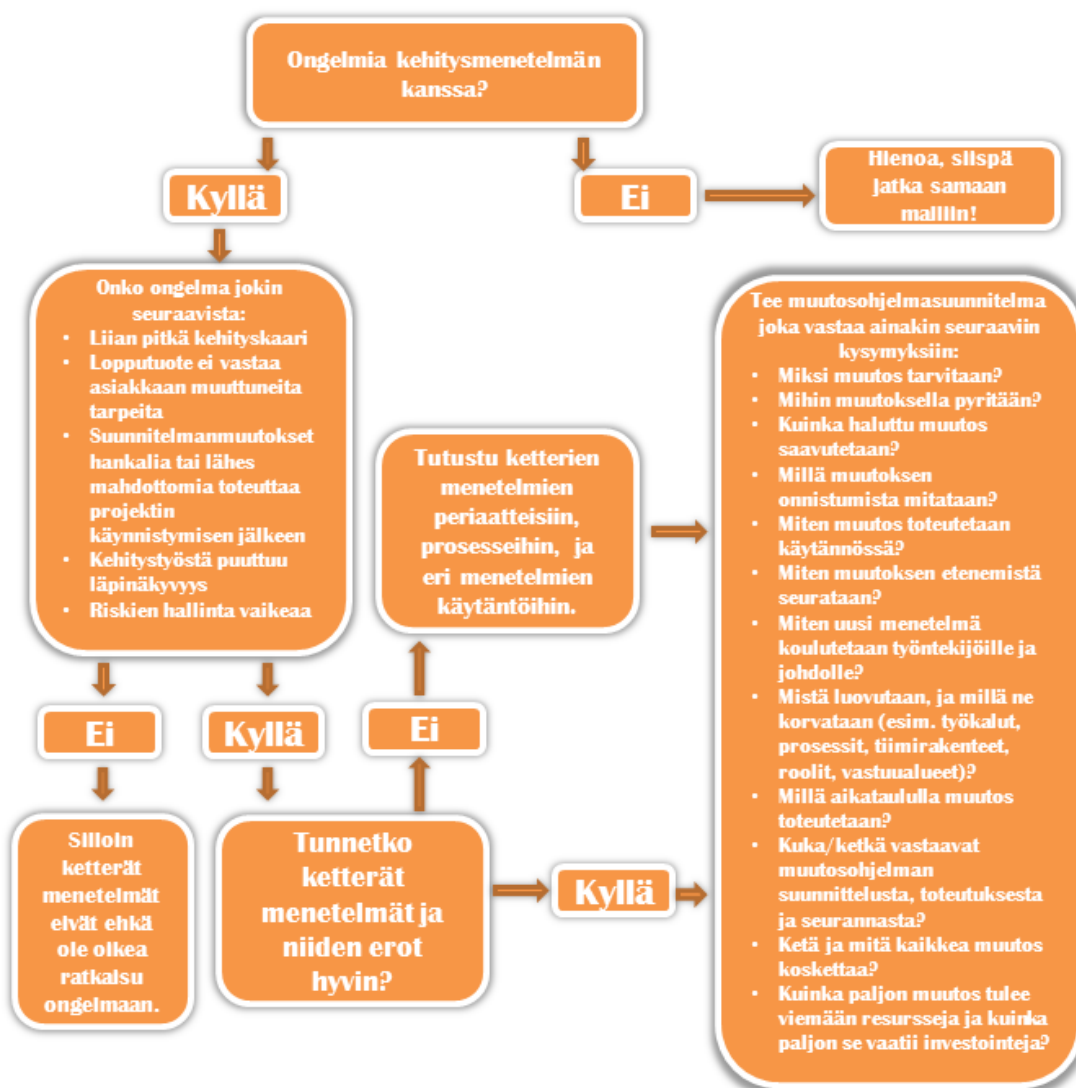 Ongelmia kehitysmenetelmän
kanssa?
Kyllä
Ei
Hienoa, siispä
jatka samaan
malliin!
Onko ongelma jokin
seuraavista:
• Liian pitkä kehityskaari
• Lopputuote ei vastaa
asiakkaan muuttuneita
tarpeita
• Suunnitelmanmuutokset
hankalia tai lähes
mahdottomia toteuttaa
projektin
käynnistymisen jälkeen
• Kehitystyöstä puuttuu
läpinäkyvyys
• Riskien hallinta vaikeaa
Ei
Kyllä
Silloin
ketterät
menetelmät
eivät ehkä
ole oikea
ratkaisu
ongelmaan.
Tunnetko
ketterät
menetelmät ja
niiden erot
hyvin?
Ei
Tutustu ketterien
menetelmien
periaatteisiin,
prosesseihin, ja
eri menetelmien
käytäntöihin.
Kyllä
Tee muutosohjelmasuunnitelma
joka vastaa ainakin seuraaviin
kysymyksiin:
• Miksi muutos tarvitaan?
• Mihin muutoksella pyritään?
• Kuinka haluttu muutos
saavutetaan?
• Millä muutoksen
onnistumista mitataan?
• Miten muutos toteutetaan
käytännössä?
• Miten muutoksen etenemistä
seurataan?
• Miten uusi menetelmä
koulutetaan työntekijöille ja
johdolle?
• Mistä luovutaan, ja millä ne
korvataan (esim. työkalut,
prosessit, tiimirakenteet,
roolit, vastuualueet)?
• Millä aikataululla muutos
toteutetaan?
• Kuka/ketkä vastaavat
muutosohjelman
suunnittelusta, toteutuksesta
ja seurannasta?
• Ketä ja mitä kaikkea muutos
koskettaa?
• Kuinka paljon muutos tulee
viemään resursseja ja kuinka
paljon se vaatii investointeja?